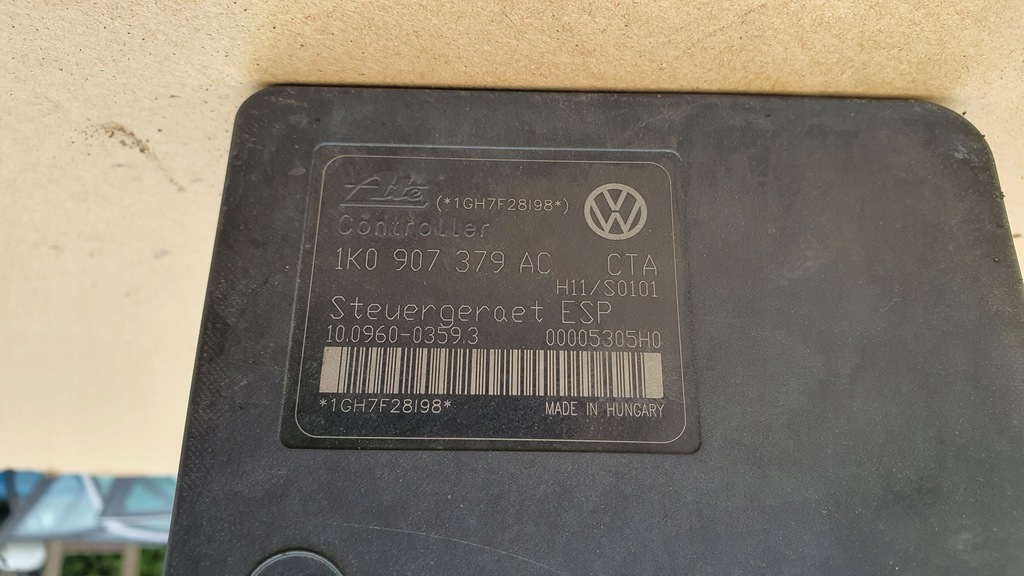 Ate (*1GH7F28I98*)
Controller
1K0 907 379 AC CTA
H11/S0101
Steuergeraet ESP
10.0960-0359.3 00005305H0
*1GH7F28I98* MADE IN HUNGARY